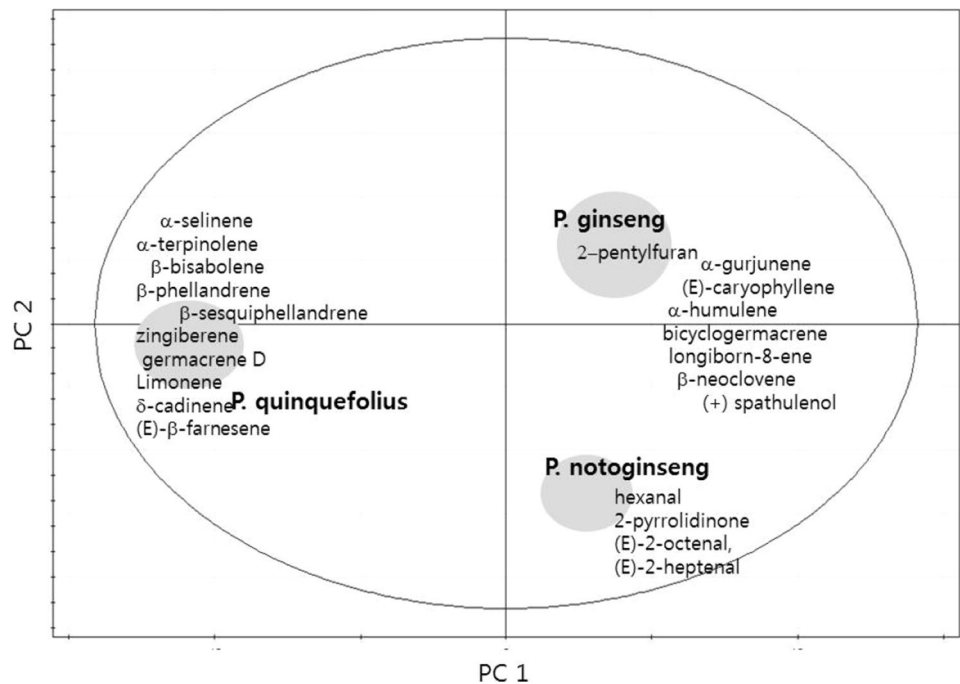 α-selinene
α-terpinolene
β-bisabolene
β-phellandrene
β-sesquiphellandrene
zingiberene
germacrene D
Limonene
δ-cadinene
(E)-β-farnesene
P. quinquefolius
P. ginseng
2-pentylfuran
α-gurjunene
(E)-caryophyllene
α-humulene
bicyclogermacrene
longiborn-8-ene
β-neoclovene
(+) spathulenol
P. notoginseng
hexanal
2-pyrrolidinone
(E)-2-octenal,
(E)-2-heptenal
PC 2
PC 1